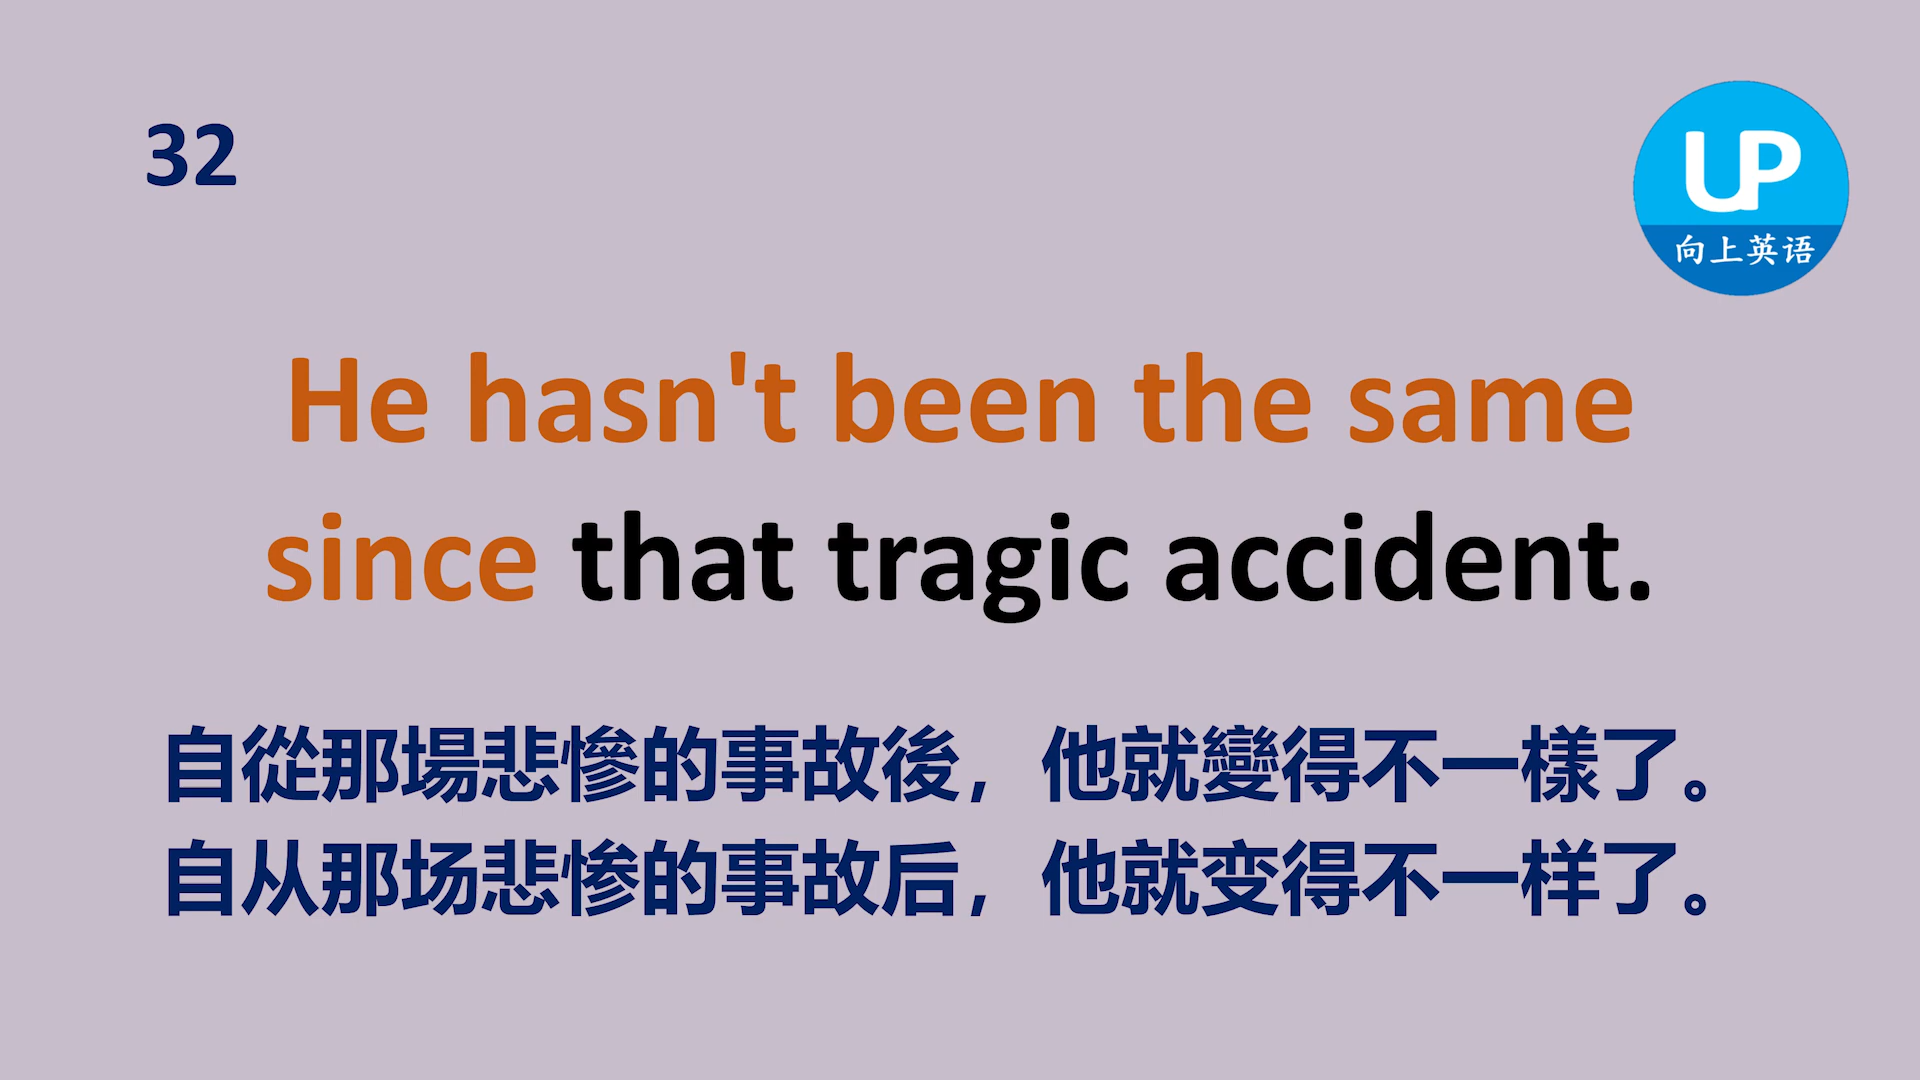 32
UP
向上英语
He hasn't been the same
since that tragic accident.
自從那場悲慘的事故後，他就變得不一樣了。
自从那场悲惨的事故后，他就变得不一样了。